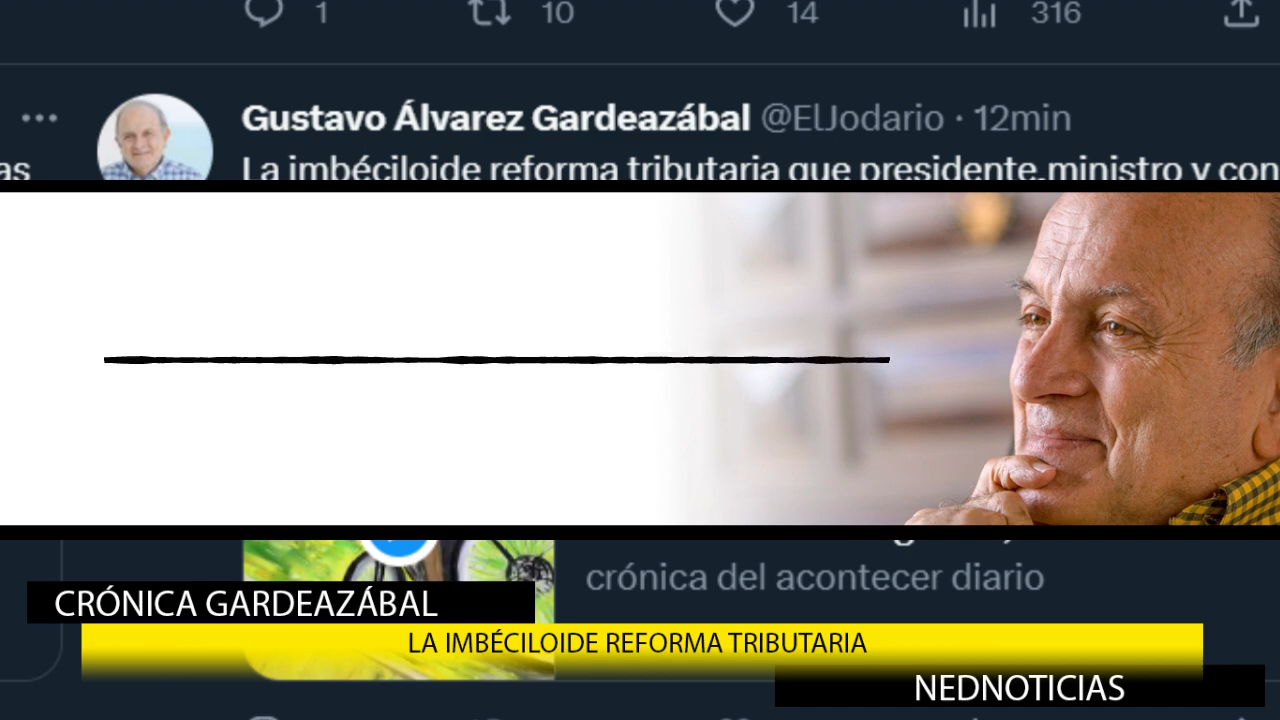 1 10 14 316
Gustavo Álvarez Gardeazábal @ElJodario · 12min
as La imbéciloide reforma tributaria que presidente,ministro y con
crónica del acontecer diario
CRÓNICA GARDEAZÁBAL
LA IMBÉCILOIDE REFORMA TRIBUTARIA
NEDNOTICIAS